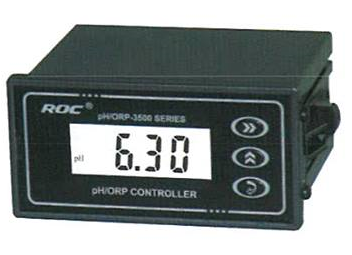 ROC®
pH/ORP-3500 SERIES
pH 6.30
pH/ORP CONTROLLER